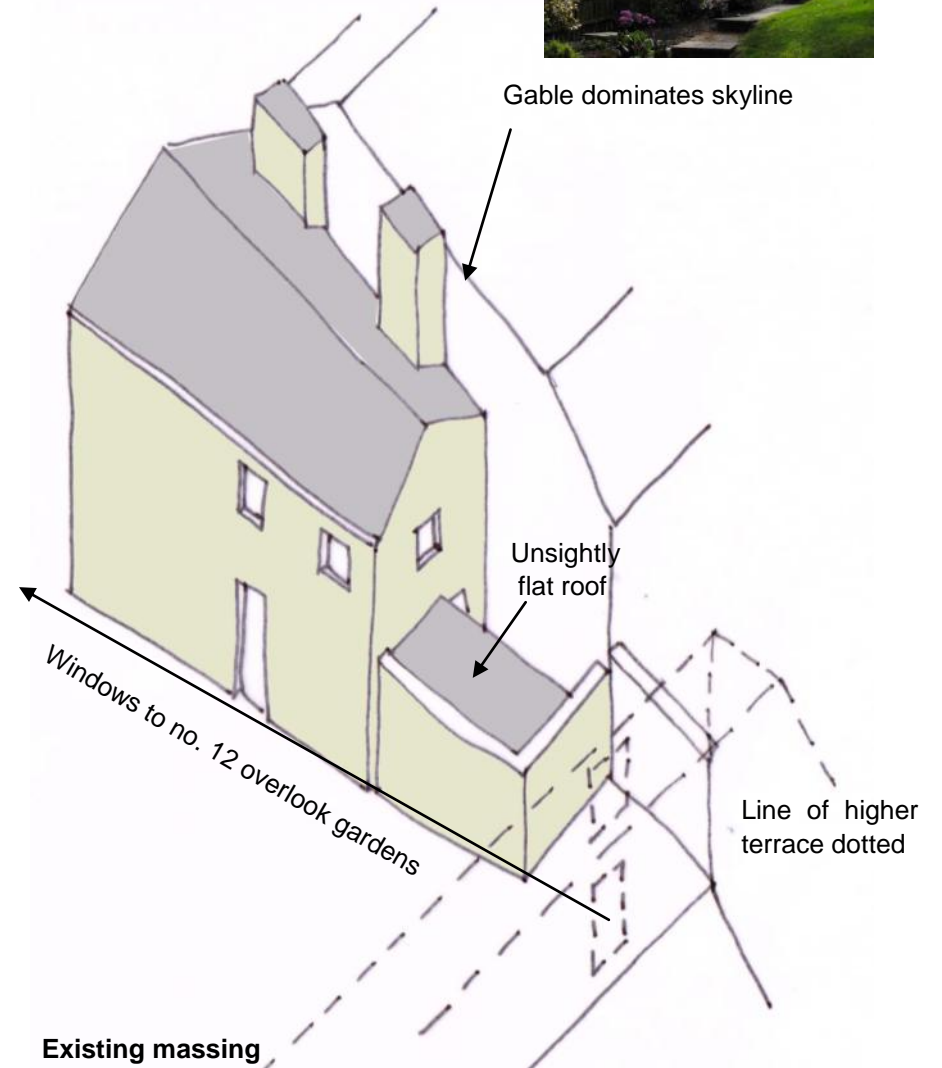 Gable dominates skyline
Unsightly
flat roof
Windows to no. 12 overlook gardens
Line of higher
terrace dotted
Existing massing